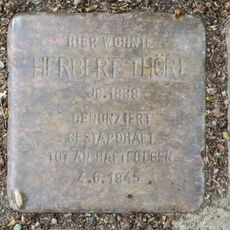 HIER WOHNTE
HERBERT THÖRL
JG. 1889
DENUNZIERT
GESTAPOHAFT
TOT AN HAFTFOLGEN
4.6.1945